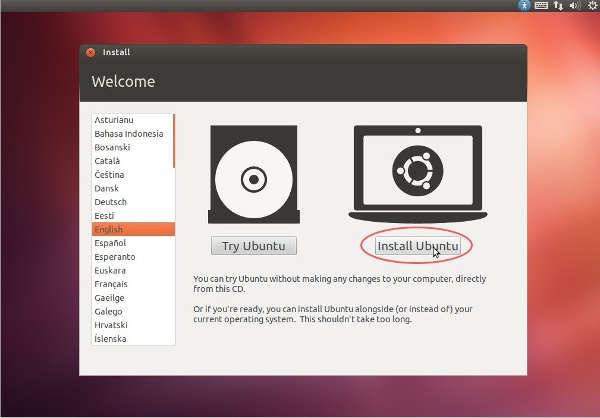 Install
Welcome
Asturianu
Bahasa Indonesia
Bosanski
Català
Čeština
Dansk
Deutsch
Eesti
English
Español
Esperanto
Euskara
Français
Gaeilge
Galego
Hrvatski
Íslenska
Try Ubuntu
Install Ubuntu
You can try Ubuntu without making any changes to your computer, directly
from this CD.
Or if you're ready, you can install Ubuntu alongside (or instead of) your
current operating system. This shouldn't take too long.